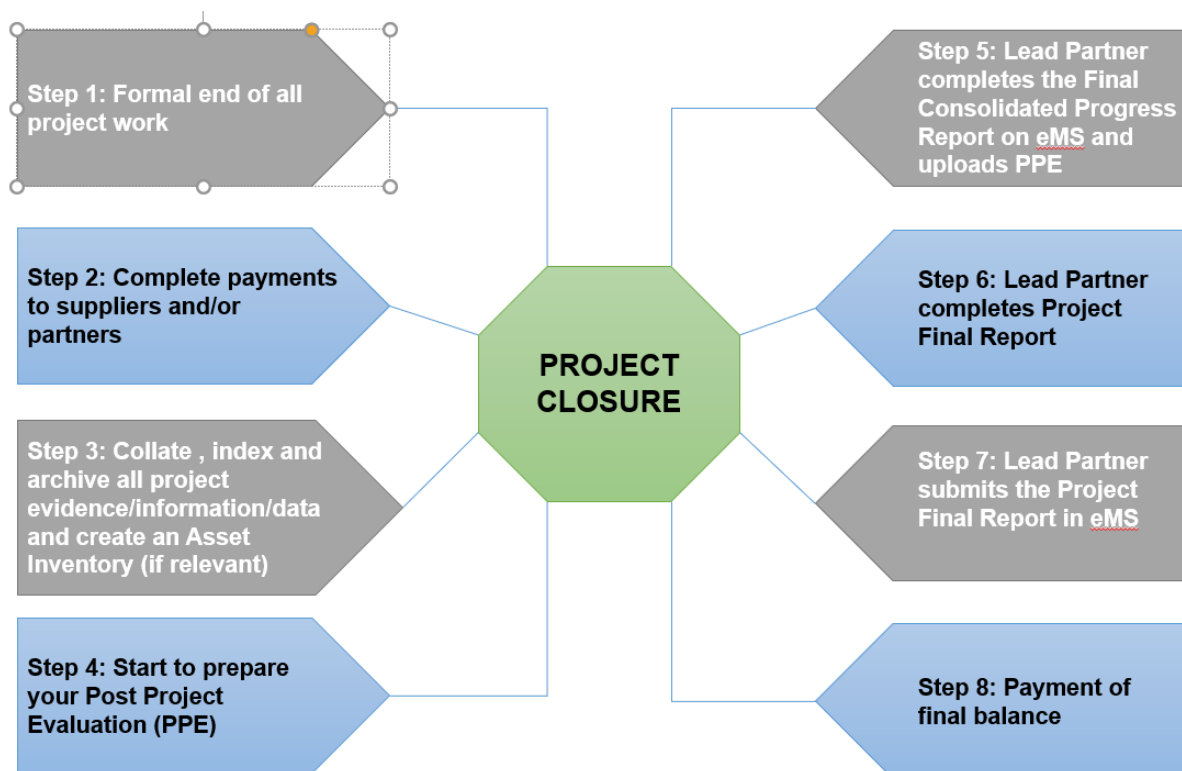 Step 1: Formal end of all
project work
Step 2: Complete payments
to suppliers and/or
partners
Step 3: Collate , index and
archive all project
evidence/information/data
and create an Asset
Inventory (if relevant)
Step 4: Start to prepare
your Post Project
Evaluation (PPE)
PROJECT
CLOSURE
Step 5: Lead Partner
completes the Final
Consolidated Progress
Report on eMS and
uploads PPE
Step 6: Lead Partner
completes Project
Final Report
Step 7: Lead Partner
submits the Project
Final Report in eMS
Step 8: Payment of
final balance